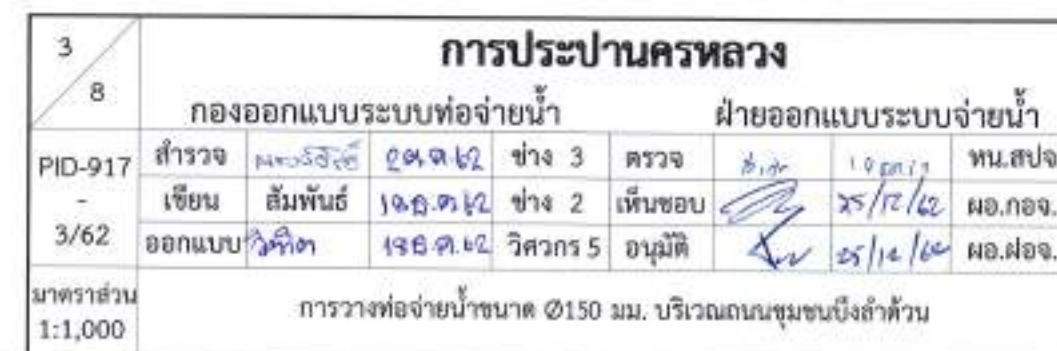 3
8
การประปานครหลวง
กองออกแบบระบบท่อจ่ายน้ำ ฝ่ายออกแบบระบบจ่ายน้ำ
PID-917
-
3/62
สำรวจ ช่าง 3 ตรวจ หน.สปจ
เขียน สัมพันธ์ 19 ธ.ค. 62 ช่าง 2 เห็นชอบ 25/12/62 ผอ.กอจ.
ออกแบบ 18 ธ.ค. 62 วิศวกร 5 อนุมัติ 25/12/62 ผอ.ฝอจ.
มาตราส่วน
1:1,000
การวางท่อจ่ายน้ำขนาด Ø150 มม. บริเวณถนนชุมชนบึงลำด้วน